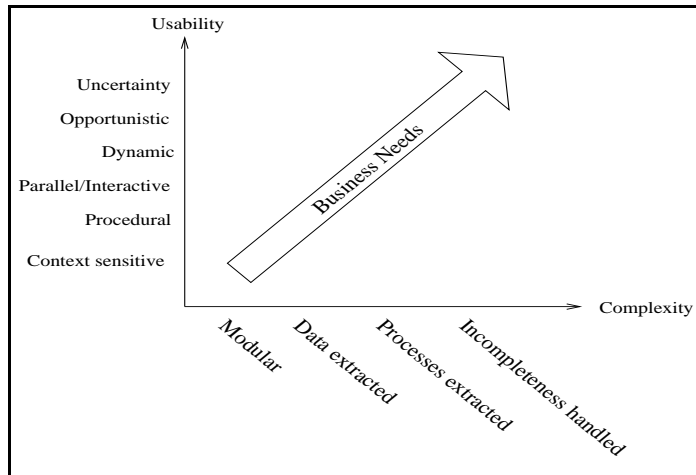 Usability
Uncertainty
Opportunistic
Dynamic
Parallel/Interactive
Procedural
Context sensitive
Business Needs
Complexity
Modular
Data extracted
Processes extracted
Incompleteness handled